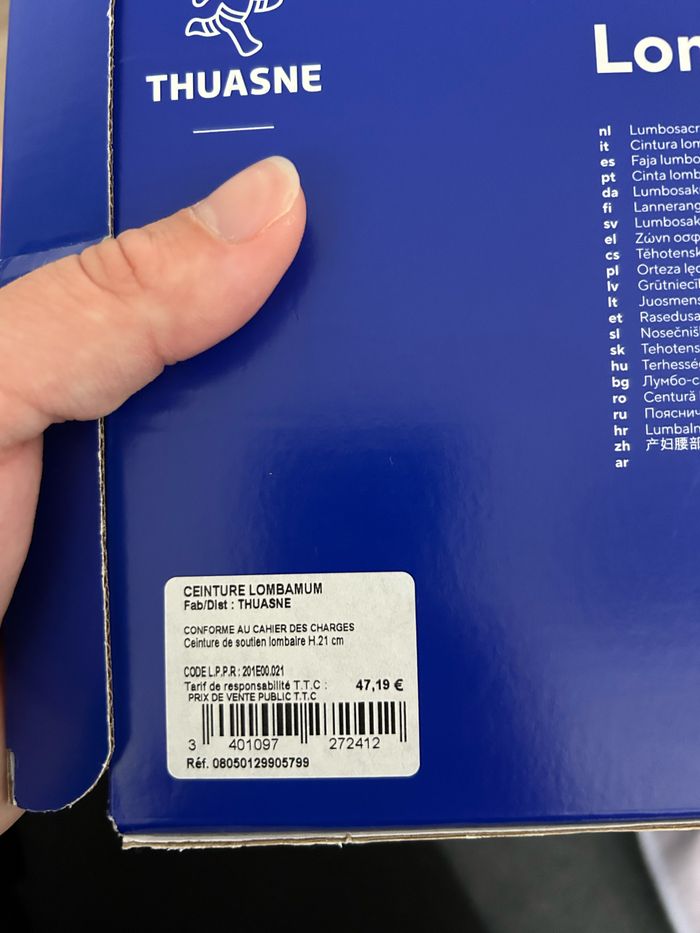 THUASNE
Lor
nl Lumbosacr
it Cintura lom
es Faja lumbo
pt Cinta lomb
da Lumbosak
fi Lannerang
sv Lumbosak
el Ζώνη οσφ
cs Těhotensk
pl Orteza lęd
lv Grūtniecīb
lt Juosmens
et Rasedusa
sl Nosečniš
sk Tehotens
hu Terhessé
bg Лумбо-с
ro Centură
ru Пояснич
hr Lumbaln
zh 产妇腰部
ar
CEINTURE LOMBAMUM
Fab/Dist : THUASNE
CONFORME AU CAHIER DES CHARGES
Ceinture de soutien lombaire H.21 cm
CODE L.P.P.R : 201E00.021
Tarif de responsabilité T.T.C : 47,19 €
PRIX DE VENTE PUBLIC T.T.C
3 401097 272412
Réf. 08050129905799